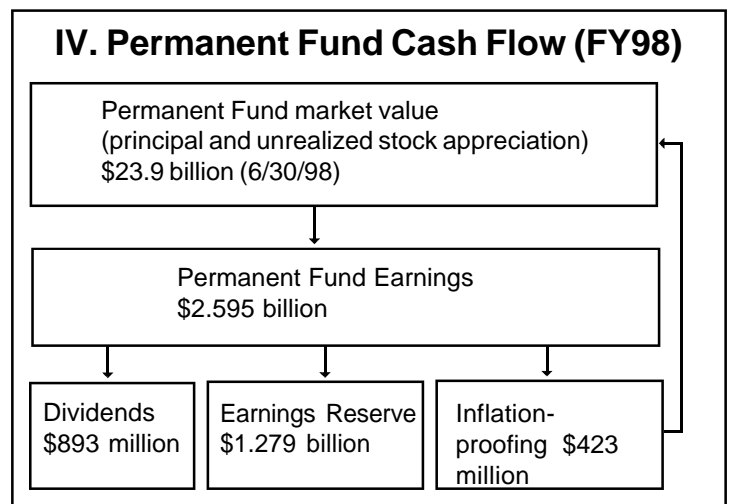 IV. Permanent Fund Cash Flow (FY98)
Permanent Fund market value
(principal and unrealized stock appreciation)
$23.9 billion (6/30/98)
Permanent Fund Earnings
$2.595 billion
Dividends
$893 million
Earnings Reserve
$1.279 billion
Inflation-
proofing $423
million